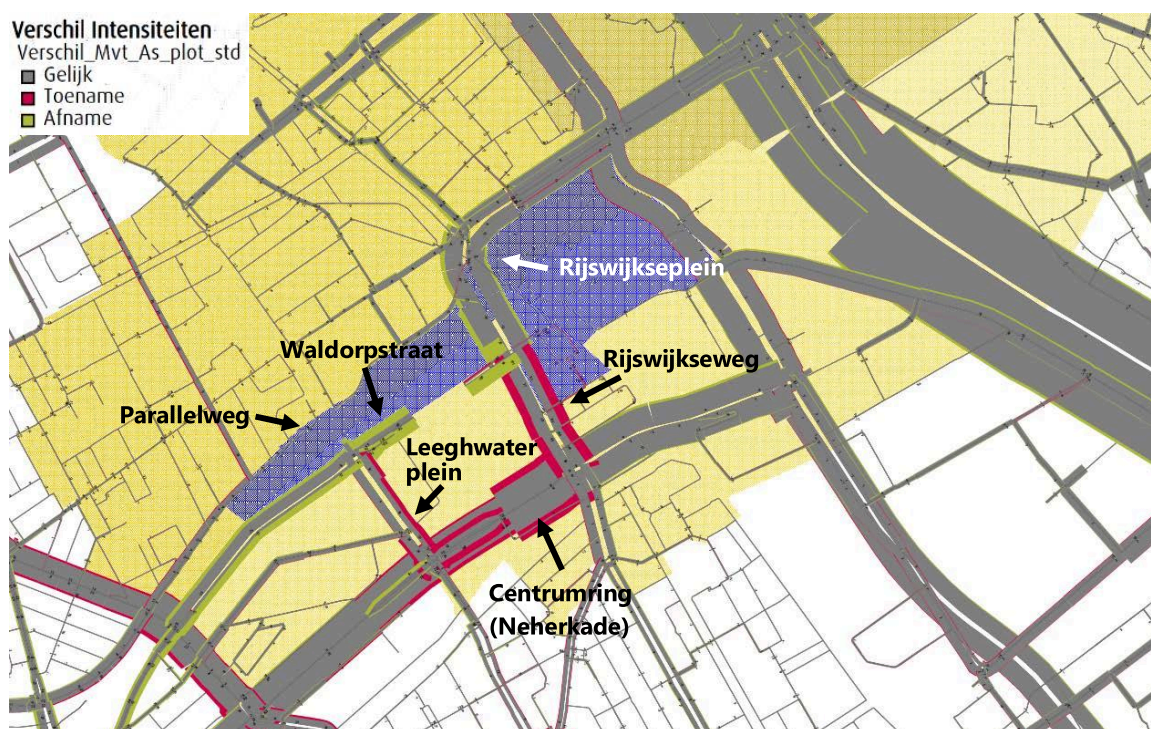 Verschil Intensiteiten
Verschil_Mvt_As_plot_std
Gelijk
Toename
Afname
Rijswijkseplein
Waldorpstraat
Rijswijkseweg
Parallelweg
Leeghwater
plein
Centrumring
(Neherkade)